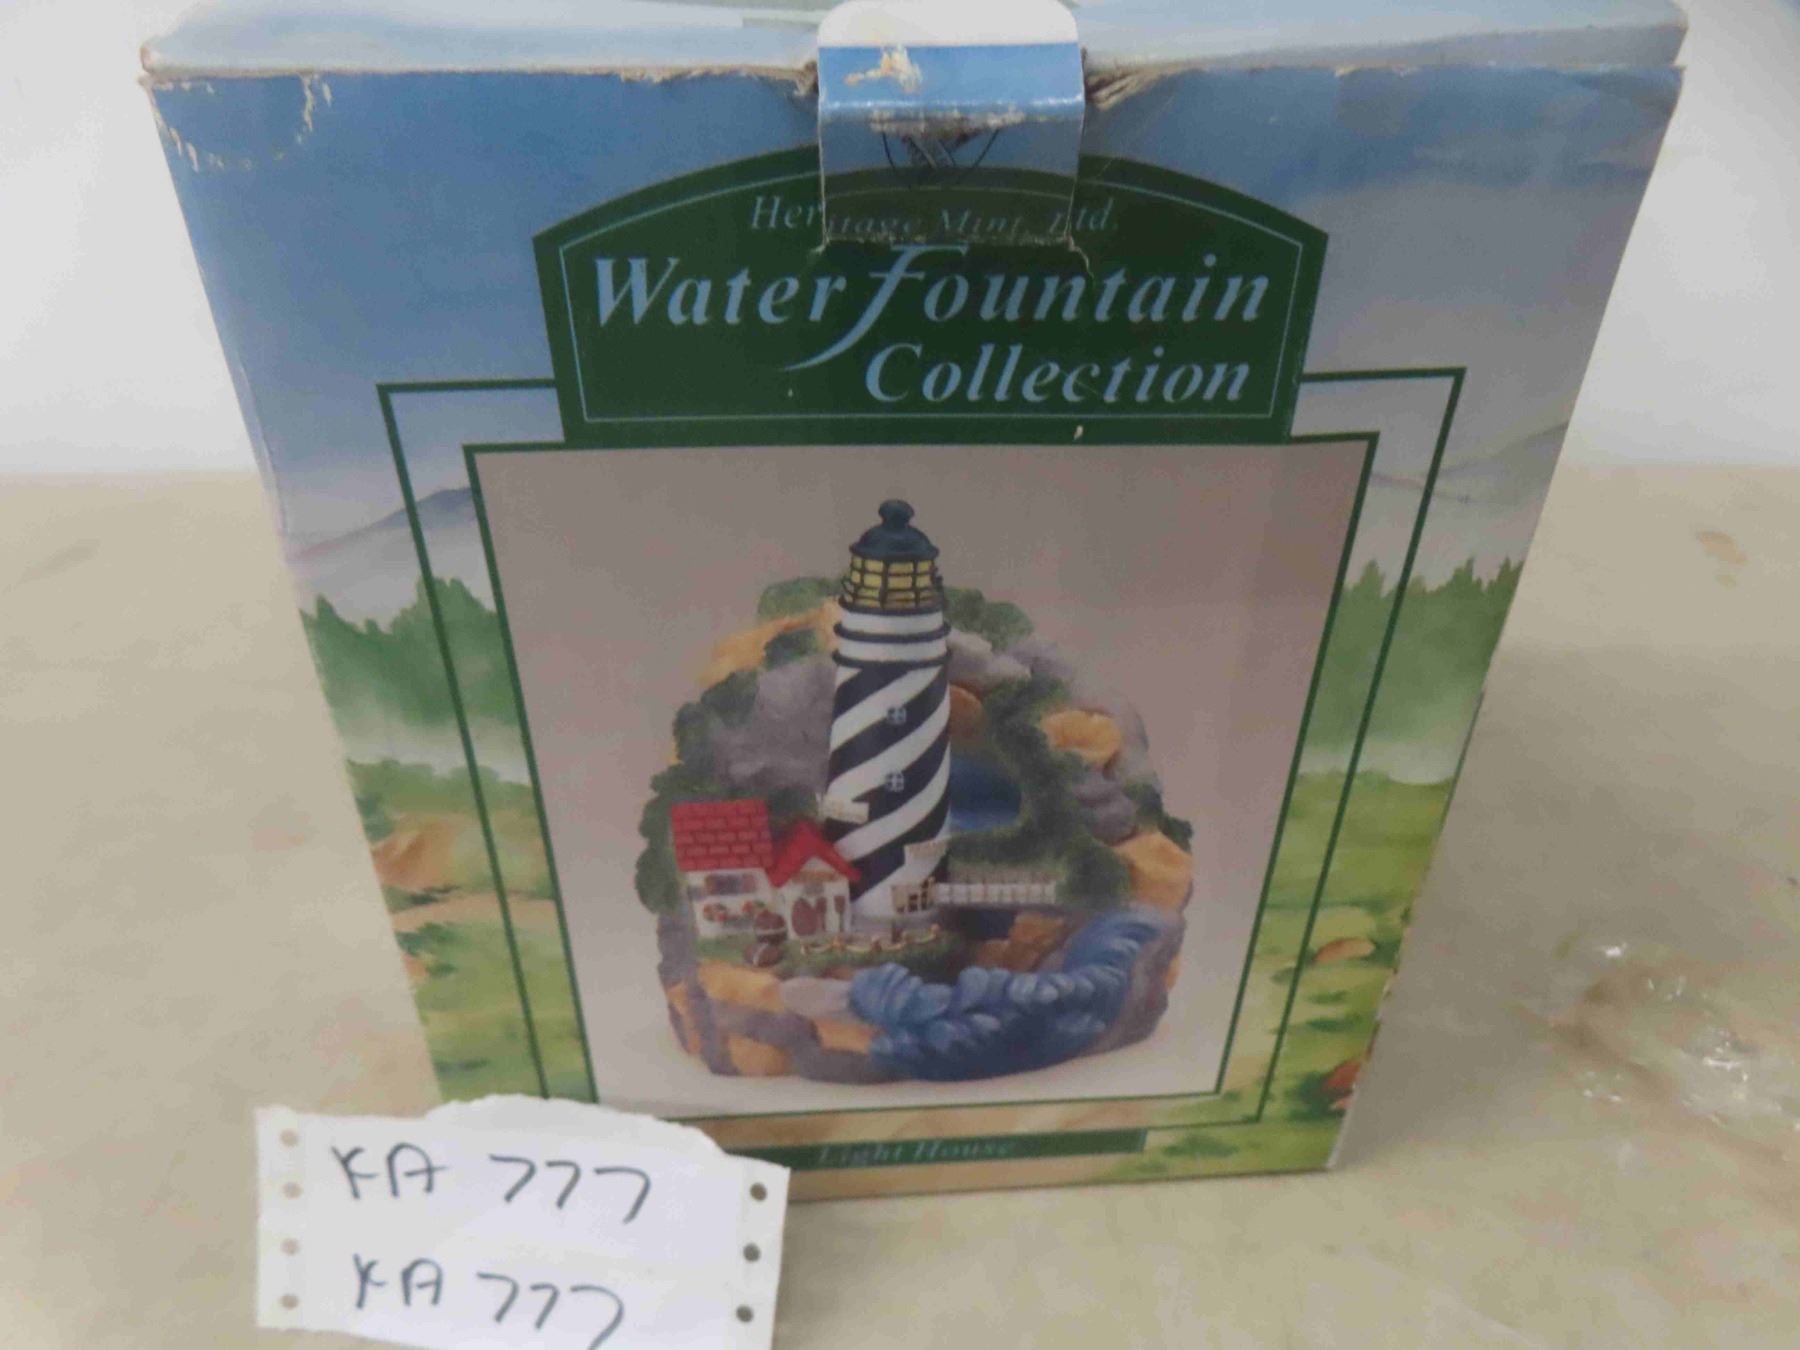 Heritage Mint, Ltd.
Water Fountain
Collection
Light House
KA 777
KA 777